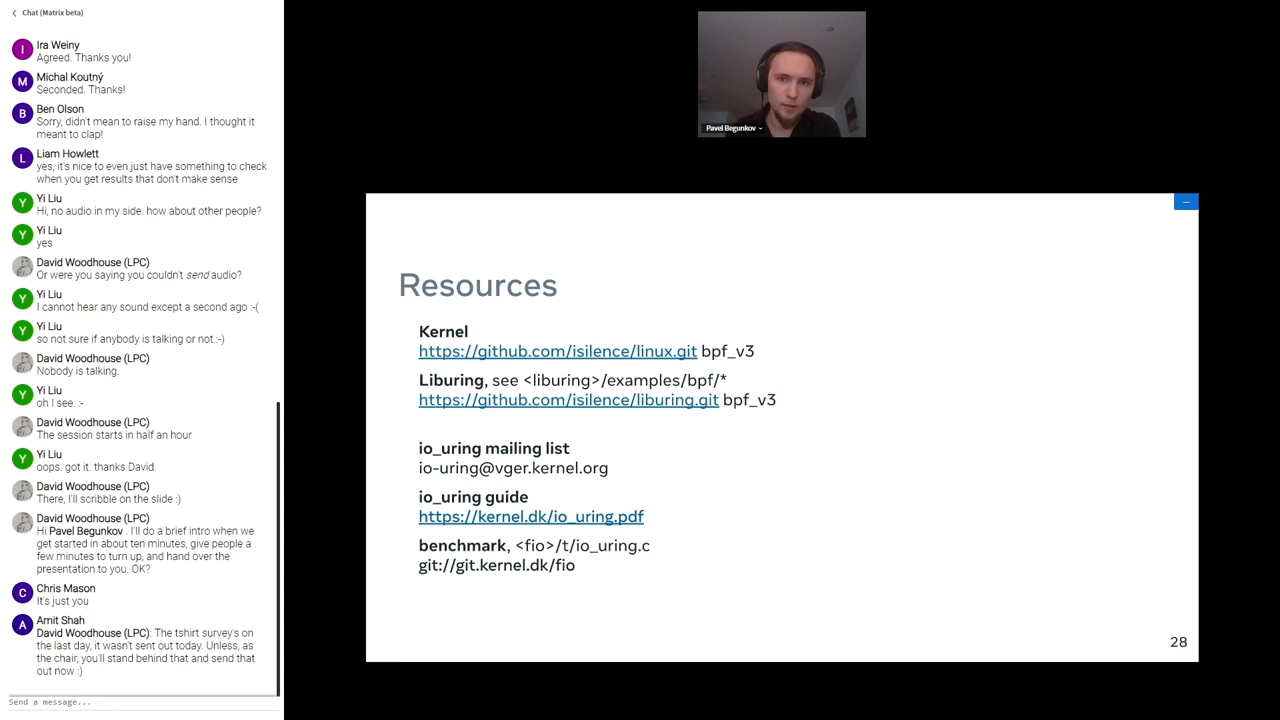 Chat (Matrix beta)
Ira Weiny
Agreed. Thank you!
Michal Koutný
Seconded. Thanks!
Ben Olson
Sorry, didn't mean to raise my hand. I thought it
meant to clap!
Liam Howlett
yes, it's nice to even just have something to check
when you get results that don't make sense
Yi Liu
Hi, no audio in my side. how about other people?
Yi Liu
yes
David Woodhouse (LPC)
Or were you saying you couldn't send audio?
Yi Liu
I cannot hear any sound except a second ago :-(
Yi Liu
so not sure if anybody is talking or not.:-)
David Woodhouse (LPC)
Nobody is talking.
Yi Liu
oh I see. :-
David Woodhouse (LPC)
The session starts in half an hour
Yi Liu
oops. got it. thanks David.
David Woodhouse (LPC)
There, I'll scribble on the slide :)
David Woodhouse (LPC)
Hi Pavel Begunkov . I'll do a brief intro when we
get started in about ten minutes, give people a
few minutes to turn up, and hand over the
presentation to you. OK?
Chris Mason
It's just you
Amit Shah
David Woodhouse (LPC): The tshirt survey's on
the last day, it wasn't sent out today. Unless, as
the chair, you'll stand behind that and send that
out now :)
Send a message...
I
M
B
L
Y
Y
Y
Y
Y
Y
C
A
Pavel Begunkov
Resources
Kernel
https://github.com/isilence/linux.git bpf_v3
Liburing, see <liburing>/examples/bpf/*
https://github.com/isilence/liburing.git bpf_v3
io_uring mailing list
io-uring@vger.kernel.org
io_uring guide
https://kernel.dk/io_uring.pdf
benchmark, <fio>/t/io_uring.c
git://git.kernel.dk/fio
28